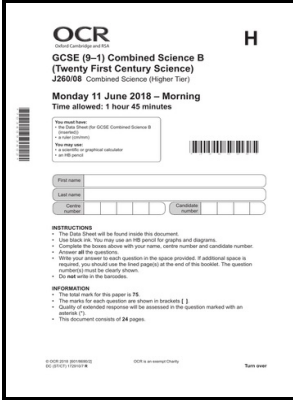 OCR
Oxford Cambridge and RSA
H
GCSE (9–1) Combined Science B
(Twenty First Century Science)
J260/08 Combined Science (Higher Tier)
Monday 11 June 2018 – Morning
Time allowed: 1 hour 45 minutes
You must have:
• the Data Sheet (for GCSE Combined Science B
(inserted))
• a ruler (cm/mm)
You may use:
• a scientific or graphical calculator
• an HB pencil
First name
Last name
Centre
number
Candidate
number
INSTRUCTIONS
• The Data Sheet will be found inside this document.
• Use black ink. You may use an HB pencil for graphs and diagrams.
• Complete the boxes above with your name, centre number and candidate number.
• Answer all the questions.
• Write your answer to each question in the space provided. If additional space is
required, you should use the lined page(s) at the end of this booklet. The question
number(s) must be clearly shown.
• Do not write in the barcodes.
INFORMATION
• The total mark for this paper is 75.
• The marks for each question are shown in brackets [ ].
• Quality of extended response will be assessed in the question marked with an
asterisk (*).
• This document consists of 24 pages.
© OCR 2018
OCR is an exempt Charity
Turn over